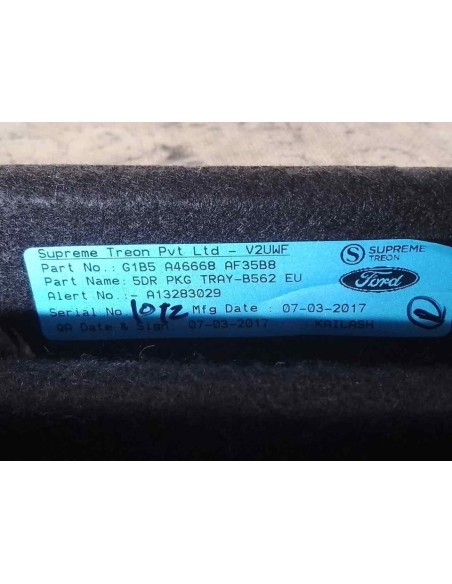 Supreme Treon Pvt Ltd - V2UWF
S SUPREME
TREON
Part No.: G1B5 A46668 AF35B8
Part Name: 5DR PKG TRAY-B562 EU
Ford
Alert No.:- A13283029
Serial No 1012 Mfg Date : 07-03-2017
QA Date & Sign: 07-03-2017 KAILASH